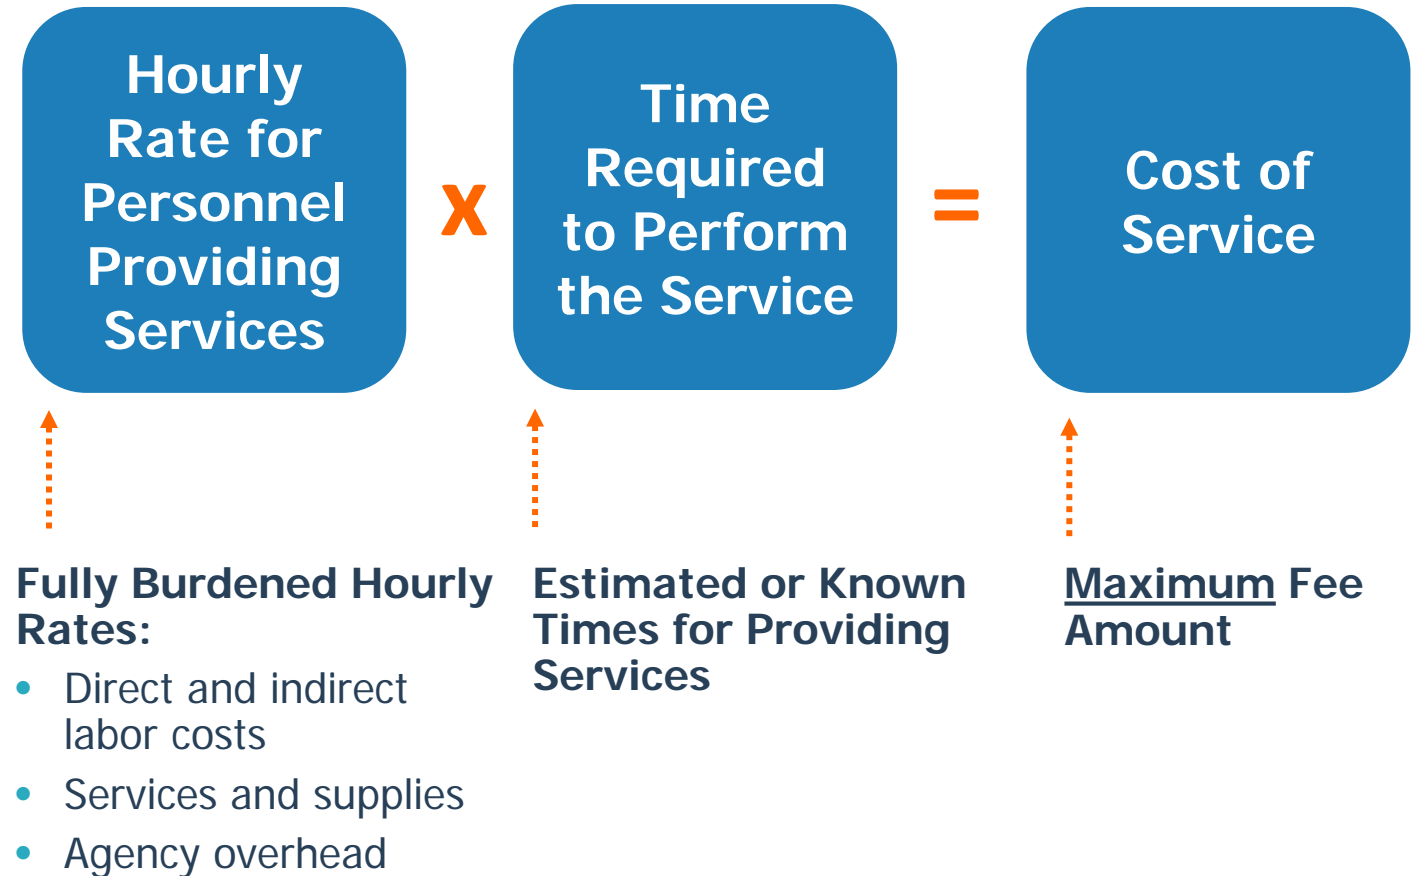 Hourly
Rate for
Personnel
Providing
Services
x
Time
Required
to Perform
the Service
=
Cost of
Service
Fully Burdened Hourly
Rates:
• Direct and indirect
labor costs
• Services and supplies
• Agency overhead
Estimated or Known
Times for Providing
Services
Maximum Fee
Amount